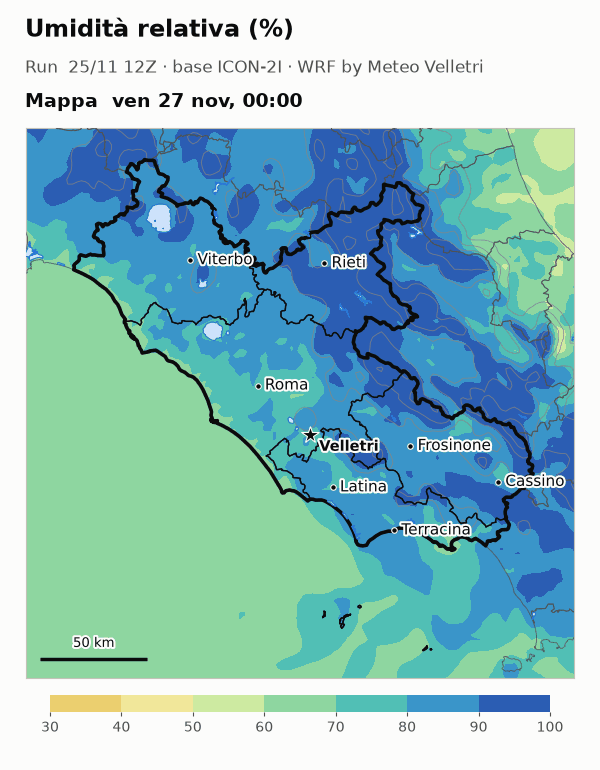 Umidità relativa (%)
Run  25/11 12Z · base ICON-2I · WRF by Meteo Velletri
Mappa  ven 27 nov, 00:00
Viterbo
Rieti
Roma
Velletri
Frosinone
Cassino
Latina
Terracina
50 km
30 40 50 60 70 80 90 100